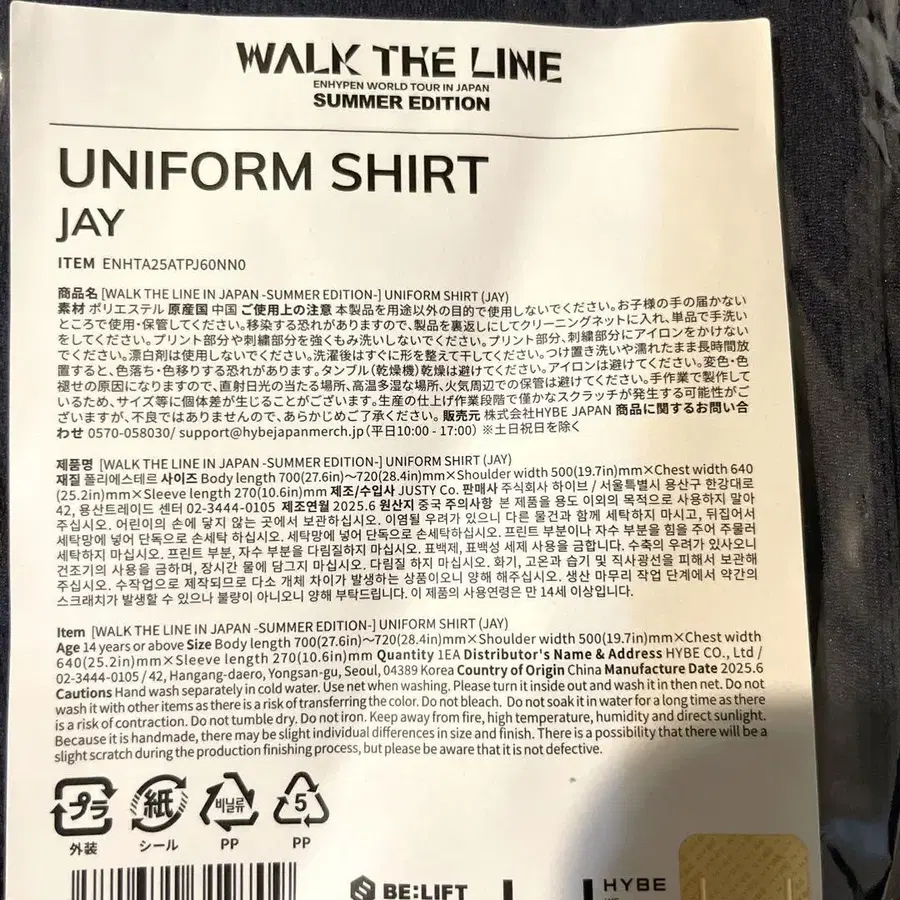 WALK THE LINE
ENHYPEN WORLD TOUR IN JAPAN
SUMMER EDITION
UNIFORM SHIRT
JAY
ITEM ENHTA25ATPJ60NN0
商品名 [WALK THE LINE IN JAPAN -SUMMER EDITION-] UNIFORM SHIRT (JAY)
素材 ポリエステル 原産国 中国 ご使用上の注意 本製品を用途以外の目的で使用しないでください。お子様の手の届かない
ところで使用・保管してください。移染する恐れがありますので、製品を裏返しにしてクリーニングネットに入れ、単品で手洗い
をしてください。プリント部分や刺繍部分を強くもみ洗いしないでください。プリント部分、刺繍部分にアイロンをかけない
でください。漂白剤は使用しないでください。洗濯後はすぐに形を整えて干してください。つけ置き洗いや濡れたまま長時間放
置すると、色落ち・色移りする恐れがあります。タンブル(乾燥機)乾燥は避けてください。アイロンは避けてください。変色・色
褪せの原因になりますので、直射日光の当たる場所、高温多湿な場所、火気周辺での保管は避けてください。手作業で製作して
いるため、サイズ等に個体差が生じることがございます。生産の仕上げ作業段階で僅かなスクラッチが発生する可能性がご
ざいますが、不良ではありませんので、あらかじめご了承ください。 販売元 株式会社HYBE JAPAN 商品に関するお問い合
わせ 0570-058030/ support@hybejapanmerch.jp（平日10:00 - 17:00） ※土日祝日を除く
제품명 [WALK THE LINE IN JAPAN -SUMMER EDITION-] UNIFORM SHIRT (JAY)
재질 폴리에스테르 사이즈 Body length 700(27.6in)～720(28.4in)mm×Shoulder width 500(19.7in)mm×Chest width 640
(25.2in)mm×Sleeve length 270(10.6in)mm 제조/수입사 JUSTY Co. 판매사 주식회사 하이브 / 서울특별시 용산구 한강대로
42, 용산트레이드 센터 02-3444-0105 제조연월 2025.6 원산지 중국 주의사항 본 제품을 용도 이외의 목적으로 사용하지 말아
주십시오. 어린이의 손에 닿지 않는 곳에서 보관하십시오. 이염될 우려가 있으니 다른 물건과 함께 세탁하지 마시고, 뒤집어서
세탁망에 넣어 단독으로 손세탁 하십시오. 세탁망에 넣어 단독으로 손세탁하십시오. 프린트 부분이나 자수 부분을 힘을 주어 주물러
세탁하지 마십시오. 프린트 부분, 자수 부분을 다림질하지 마십시오. 표백제, 표백성 세제 사용을 금합니다. 수축의 우려가 있사오니
건조기의 사용을 금하며, 장시간 물에 담그지 마십시오. 다림질 하지 마십시오. 화기, 고온과 습기 및 직사광선을 피해서 보관해
주십시오. 수작업으로 제작되므로 다소 개체 차이가 발생하는 상품이오니 양해 해주십시오. 생산 마무리 작업 단계에서 약간의
스크래치가 발생할 수 있으나 불량이 아니오니 양해 부탁드립니다. 이 제품의 사용연령은 만 14세 이상입니다.
Item [WALK THE LINE IN JAPAN -SUMMER EDITION-] UNIFORM SHIRT (JAY)
Age 14 years or above Size Body length 700(27.6in)～720(28.4in)mm×Shoulder width 500(19.7in)mm×Chest width
640(25.2in)mm×Sleeve length 270(10.6in)mm Quantity 1EA Distributor's Name & Address HYBE CO., Ltd /
02-3444-0105 / 42, Hangang-daero, Yongsan-gu, Seoul, 04389 Korea Country of Origin China Manufacture Date 2025.6
Cautions Hand wash separately in cold water. Use net when washing. Please turn it inside out and wash it in then net. Do not
wash it with other items as there is a risk of transferring the color. Do not bleach. Do not soak it in water for a long time as there
is a risk of contraction. Do not tumble dry. Do not iron. Keep away from fire, high temperature, humidity and direct sunlight.
Because it is handmade, there may be slight individual differences in size and finish. There is a possibility that there will be a
slight scratch during the production finishing process, but please be aware that it is not defective.
プラ 紙 비닐류 5
外装 シール PP PP
BE:LIFT HYBE